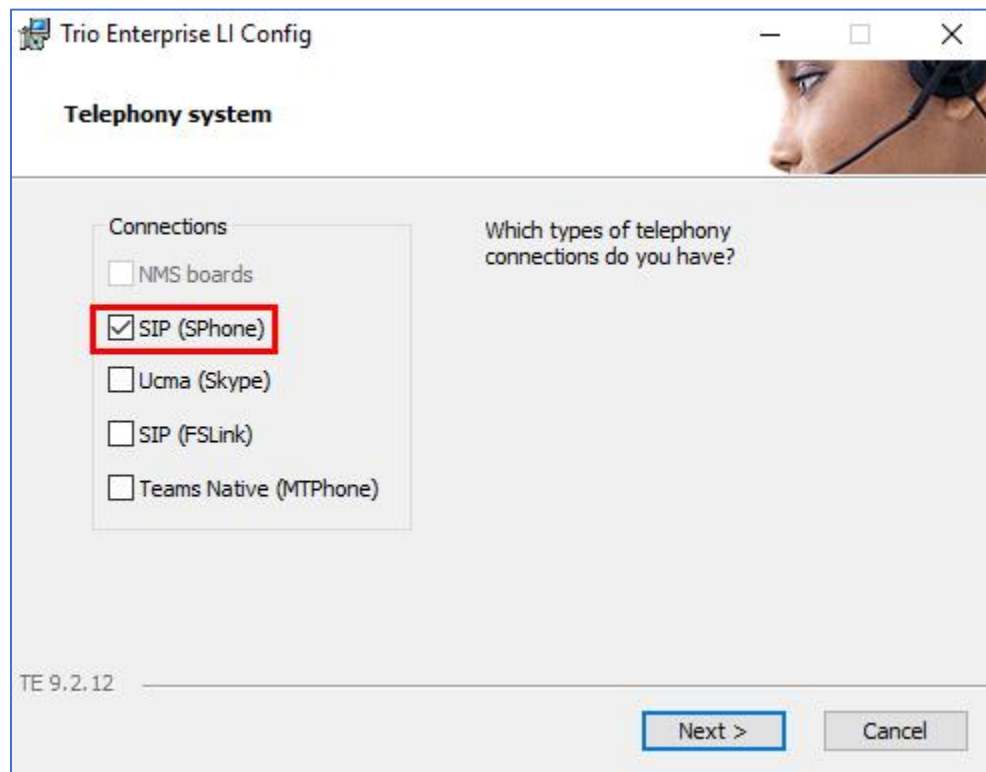 Trio Enterprise LI Config
Telephony system
Connections
NMS boards
SIP (SPhone)
Ucma (Skype)
SIP (FSLink)
Teams Native (MTPhone)
Which types of telephony
connections do you have?
TE 9.2.12
Next >
Cancel